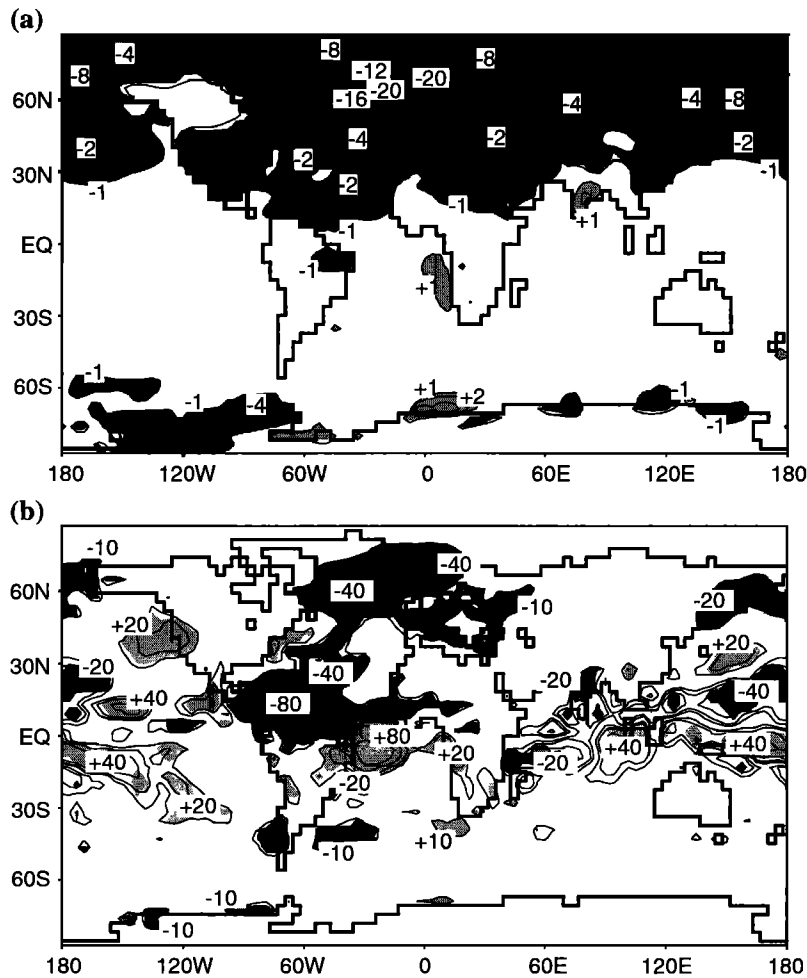 (a)
-4 -8 -8
-8 -12 -20
60N -16 -20 -4 -4 -8
-2 -4 -4 -2
30N -2 -1
-1 -2 -1 +1
EQ -1
-1 +1
30S
60S -1 +1 -1
-1 -4 +2 -1
180 120W 60W 0 60E 120E 180
(b)
-10 -40
60N -40 -10 -20
+20 +20
30N -20 -40 -20
+40 -80 -40
EQ +80 +20 +40 +40
+40 -20 -20
30S +20
-10 +10
60S
-10 -10
180 120W 60W 0 60E 120E 180